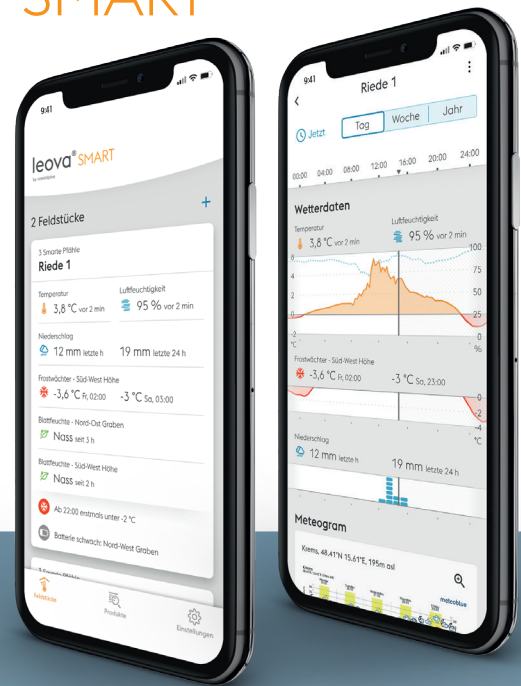 SMART
9:41
leova® SMART
by voestalpine
2 Feldstücke
+
3 Smarte Pfähle
Riede 1
Temperatur
Luftfeuchtigkeit
3,8 °C vor 2 min
95 % vor 2 min
Niederschlag
12 mm letzte h
19 mm letzte 24 h
Frostwächter - Süd-West Höhe
-3,6 °C Fr, 02:00
-3 °C Sa, 03:00
Blattfeuchte - Nord-Ost Graben
Nass seit 3 h
Blattfeuchte - Süd-West Höhe
Nass seit 2 h
Ab 22:00 erstmals unter -2 °C
Batterie schwach: Nord-West Graben
3 Smarte Pfähle
Feldstücke
Produkte
Einstellungen
9:41
Riede 1
Jetzt
Tag
Woche
Jahr
00:00 04:00 08:00 12:00 16:00 20:00 24:00
Wetterdaten
Temperatur
Luftfeuchtigkeit
3,8 °C vor 2 min
95 % vor 2 min
6
4
2
0
-2
°C
100
75
50
25
0
%
Frostwächter - Süd-West Höhe
-3,6 °C Fr, 02:00
-3 °C Sa, 23:00
0
-2
-4
°C
Niederschlag
12 mm letzte h
19 mm letzte 24 h
Meteogram
Krems, 48.41°N 15.61°E, 195m asl
meteoblue